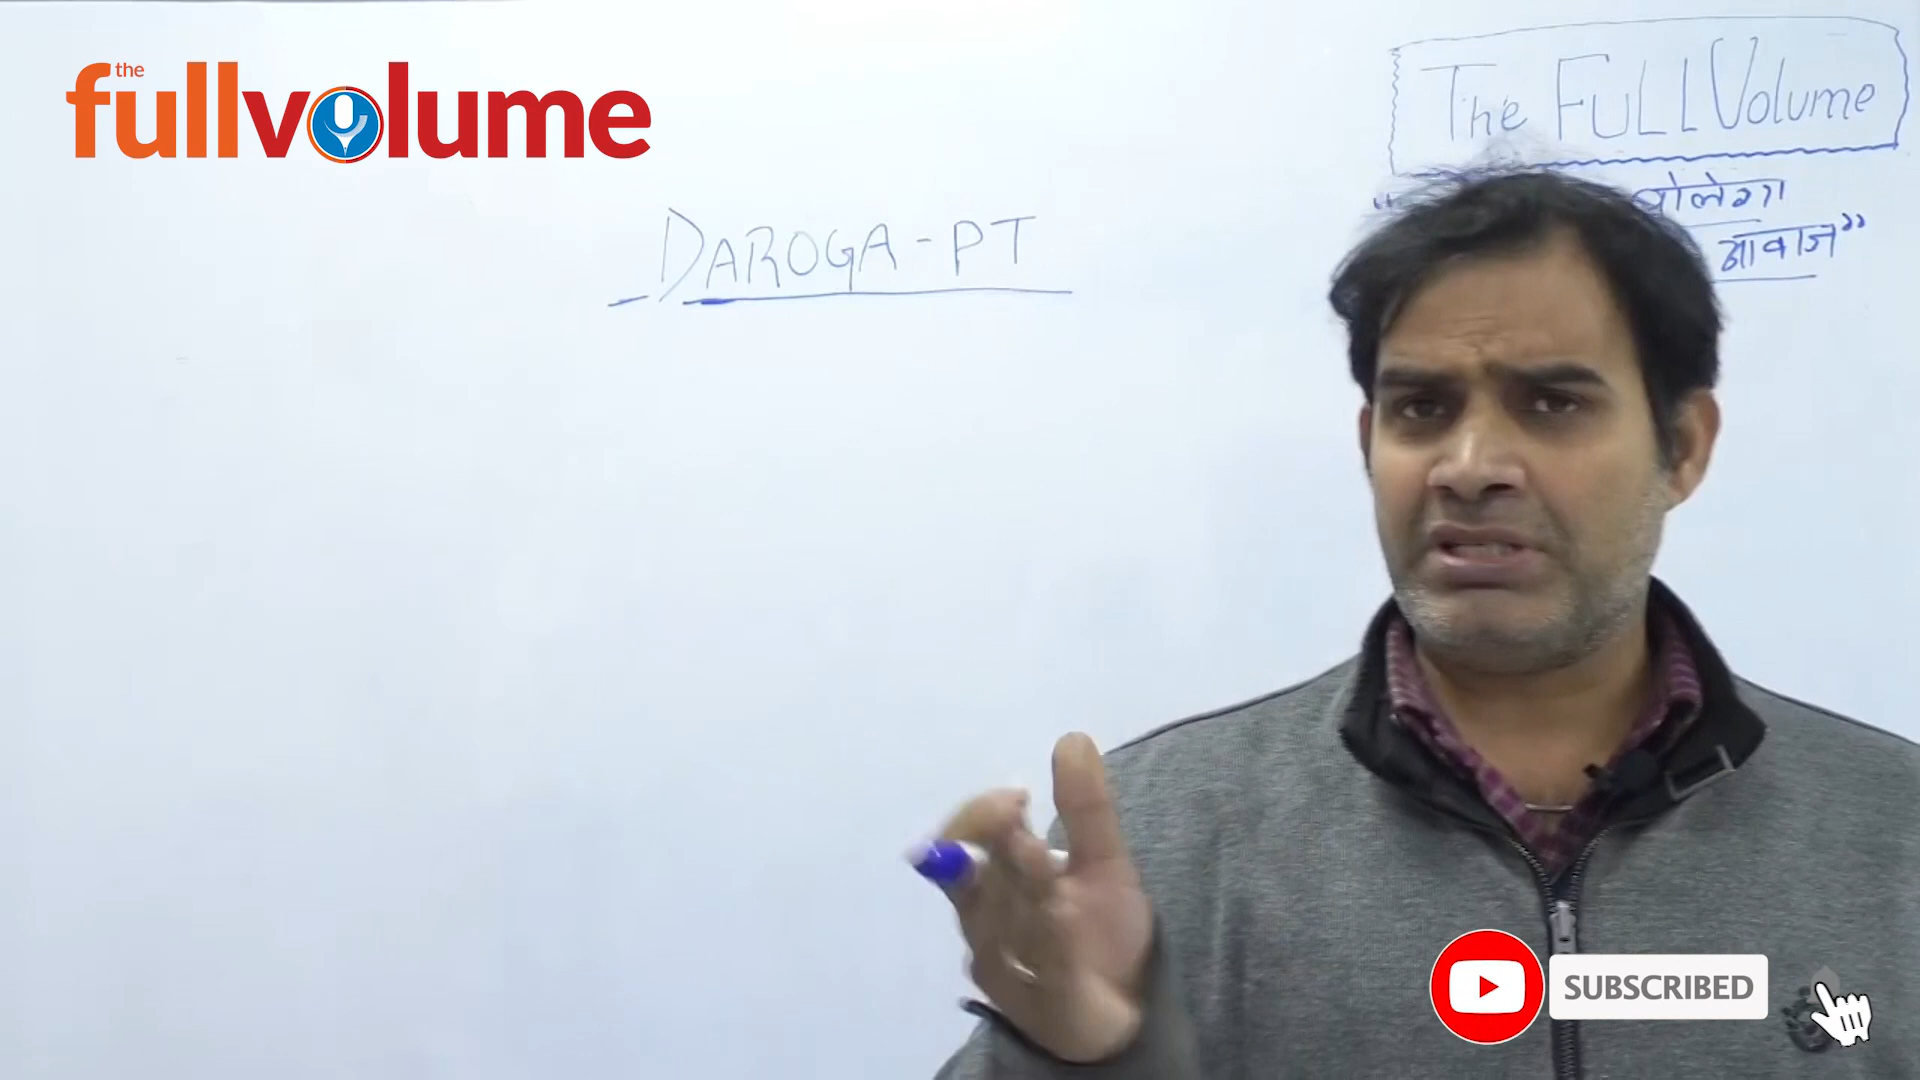 the
fullvolume
The FULL Volume
बोलेगा
आवाज"
DAROGA-PT
SUBSCRIBED